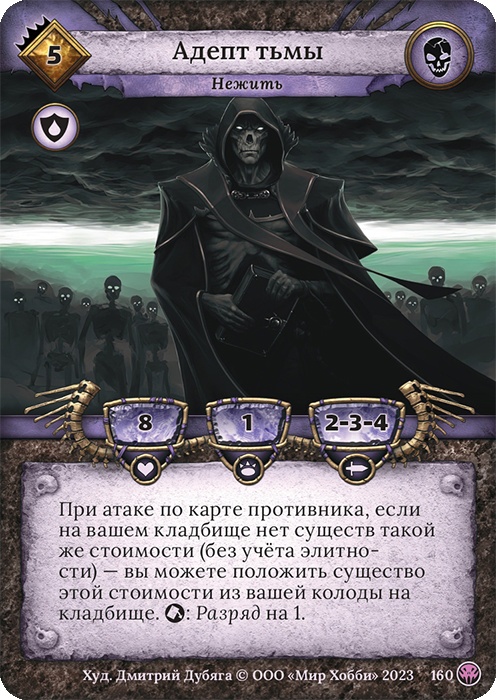 5
Адепт тьмы
Нежить
8
1
2-3-4
При атаке по карте противника, если
на вашем кладбище нет существ такой
же стоимости (без учёта элитно-
сти) — вы можете положить существо
этой стоимости из вашей колоды на
кладбище. : Разряд на 1.
Худ. Дмитрий Дубяга © ООО «Мир Хобби» 2023 160